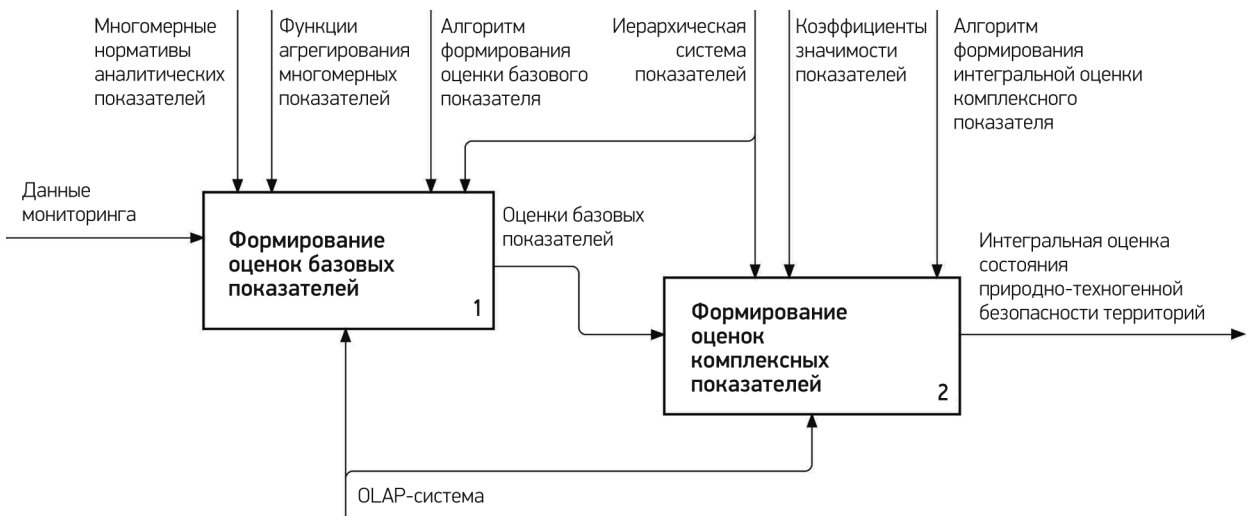 Многомерные
нормативы
аналитических
показателей
Функции
агрегирования
многомерных
показателей
Алгоритм
формирования
оценки базового
показателя
Иерархическая
система
показателей
Коэффициенты
значимости
показателей
Алгоритм
формирования
интегральной оценки
комплексного
показателя
Данные
мониторинга
Формирование
оценок базовых
показателей
1
Оценки базовых
показателей
Формирование
оценок
комплексных
показателей
2
Интегральная оценка
состояния
природно-техногенной
безопасности территорий
OLAP-система